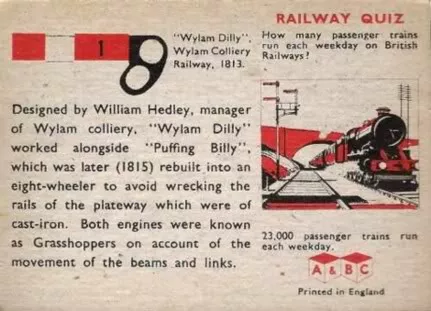 1
"Wylam Dilly",
Wylam Colliery
Railway, 1813.
Designed by William Hedley, manager
of Wylam colliery, "Wylam Dilly"
worked alongside "Puffing Billy",
which was later (1815) rebuilt into an
eight-wheeler to avoid wrecking the
rails of the plateway which were of
cast-iron. Both engines were known
as Grasshoppers on account of the
movement of the beams and links.
RAILWAY QUIZ
How many passenger trains
run each weekday on British
Railways?
23,000 passenger trains run
each weekday.
A & B C
Printed in England